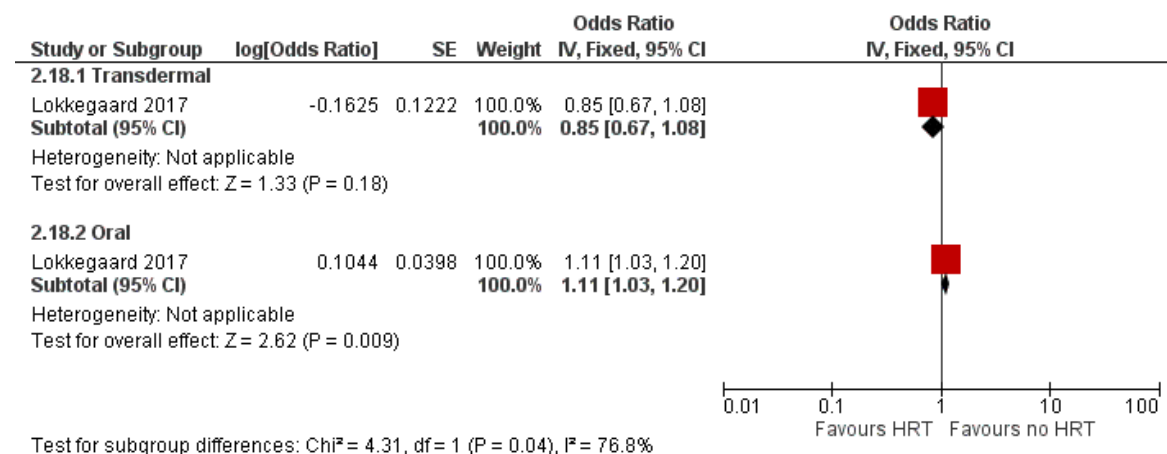 Odds Ratio Odds Ratio
Study or Subgroup log[Odds Ratio] SE Weight IV, Fixed, 95% CI IV, Fixed, 95% CI
2.18.1 Transdermal
Lokkegaard 2017 -0.1625 0.1222 100.0% 0.85 [0.67, 1.08]
Subtotal (95% CI) 100.0% 0.85 [0.67, 1.08]
Heterogeneity: Not applicable
Test for overall effect: Z = 1.33 (P = 0.18)
2.18.2 Oral
Lokkegaard 2017 0.1044 0.0398 100.0% 1.11 [1.03, 1.20]
Subtotal (95% CI) 100.0% 1.11 [1.03, 1.20]
Heterogeneity: Not applicable
Test for overall effect: Z = 2.62 (P = 0.009)
0.01 0.1 1 10 100
Favours HRT Favours no HRT
Test for subgroup differences: Chi² = 4.31, df = 1 (P = 0.04), I² = 76.8%